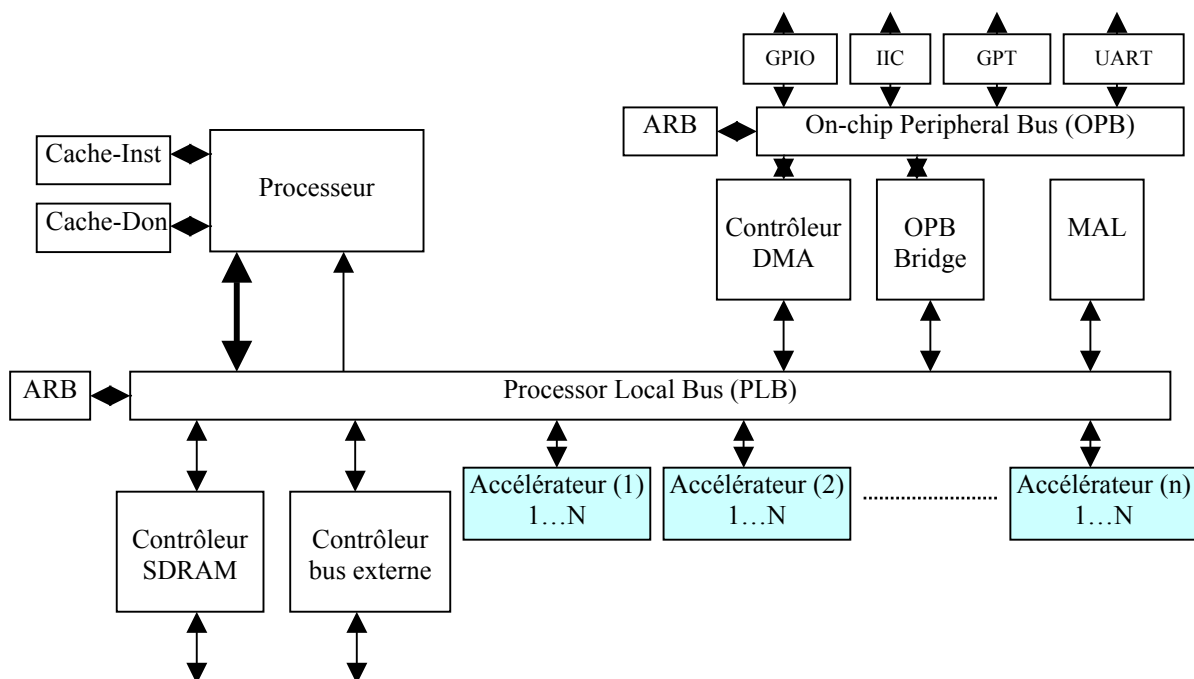 GPIO
IIC
GPT
UART
ARB
On-chip Peripheral Bus (OPB)
Cache-Inst
Processeur
Cache-Don
Contrôleur
DMA
OPB
Bridge
MAL
ARB
Processor Local Bus (PLB)
Accélérateur (1)
1…N
Accélérateur (2)
1…N
Accélérateur (n)
1…N
Contrôleur
SDRAM
Contrôleur
bus externe